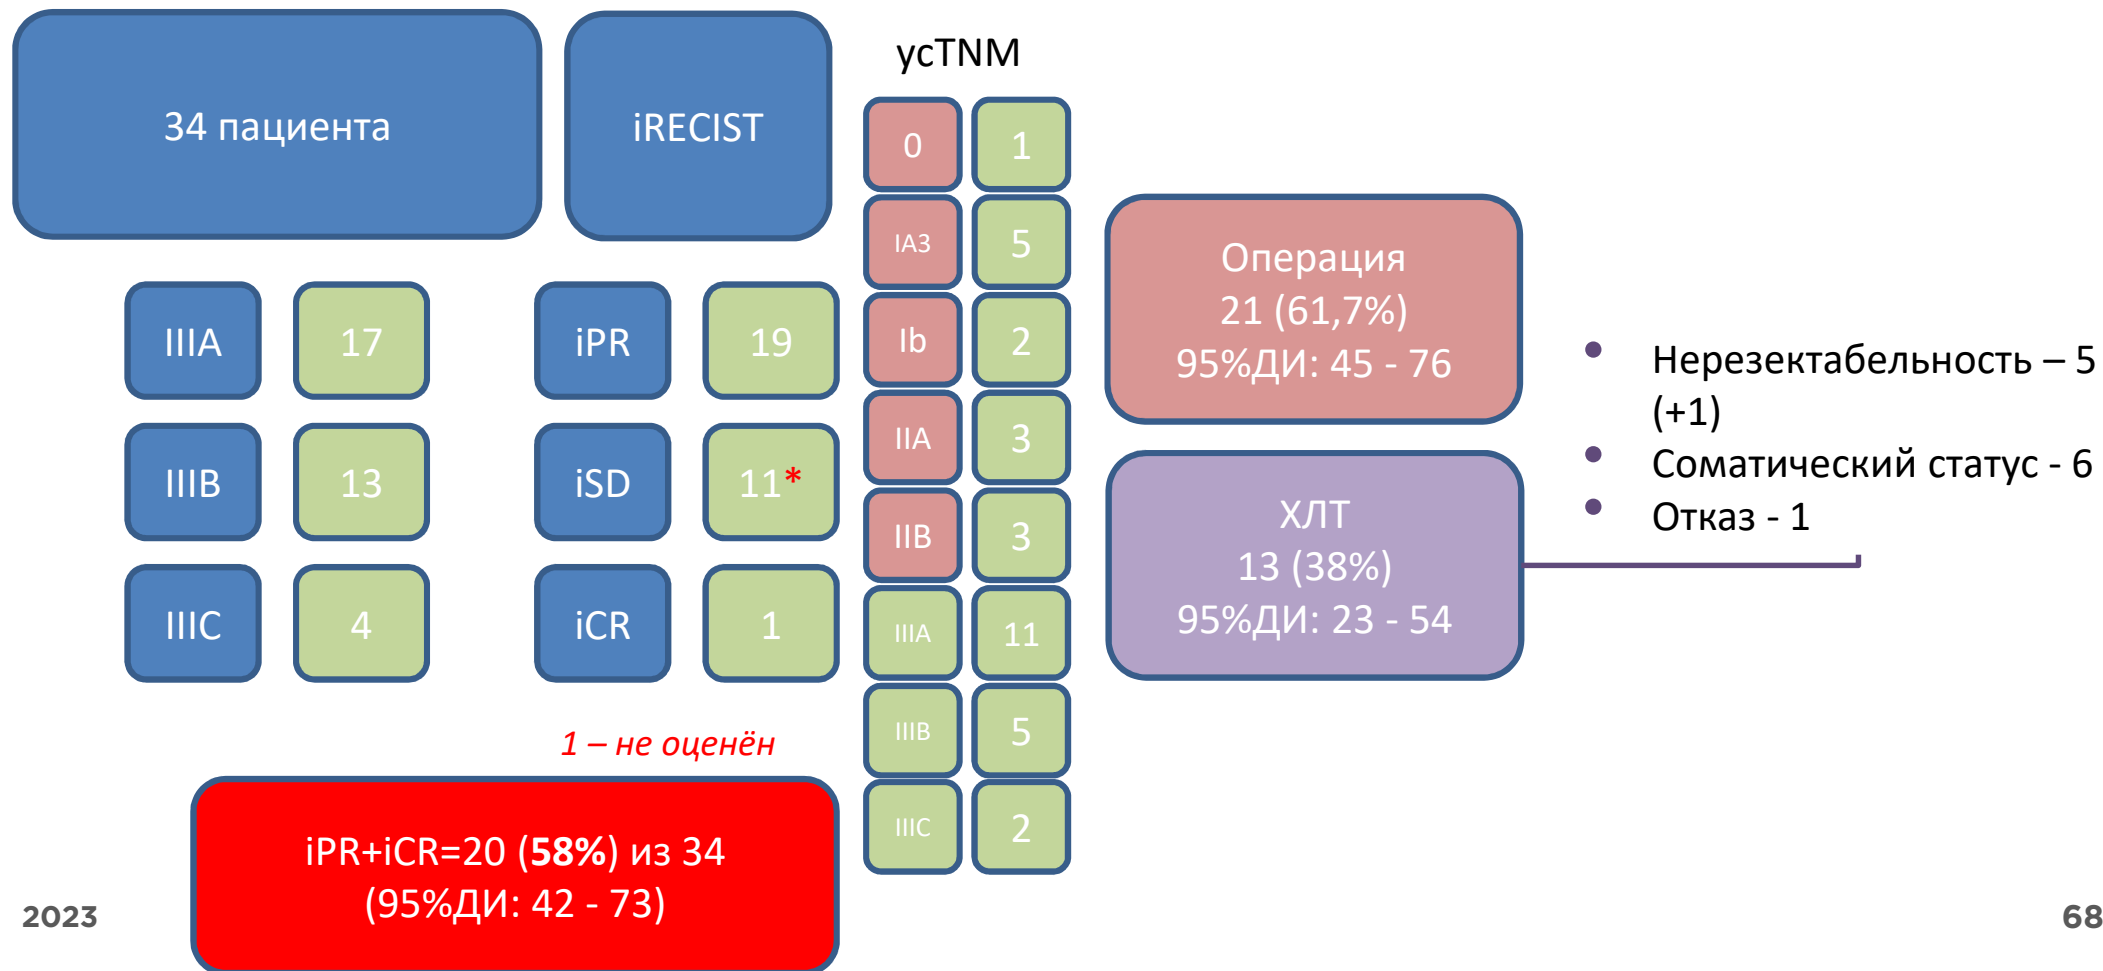 34 пациента
iRECIST
IIIA
17
IIIB
13
IIIC
4
iPR
19
iSD
11*
iCR
1
1 – не оценён
iPR+iCR=20 (58%) из 34
(95%ДИ: 42 - 73)
ycTNM
0
1
IA3
5
Ib
2
IIA
3
IIB
3
IIIA
11
IIIB
5
IIIC
2
Операция
21 (61,7%)
95%ДИ: 45 - 76
ХЛТ
13 (38%)
95%ДИ: 23 - 54
• Нерезектабельность – 5
(+1)
• Соматический статус - 6
• Отказ - 1
2023
68